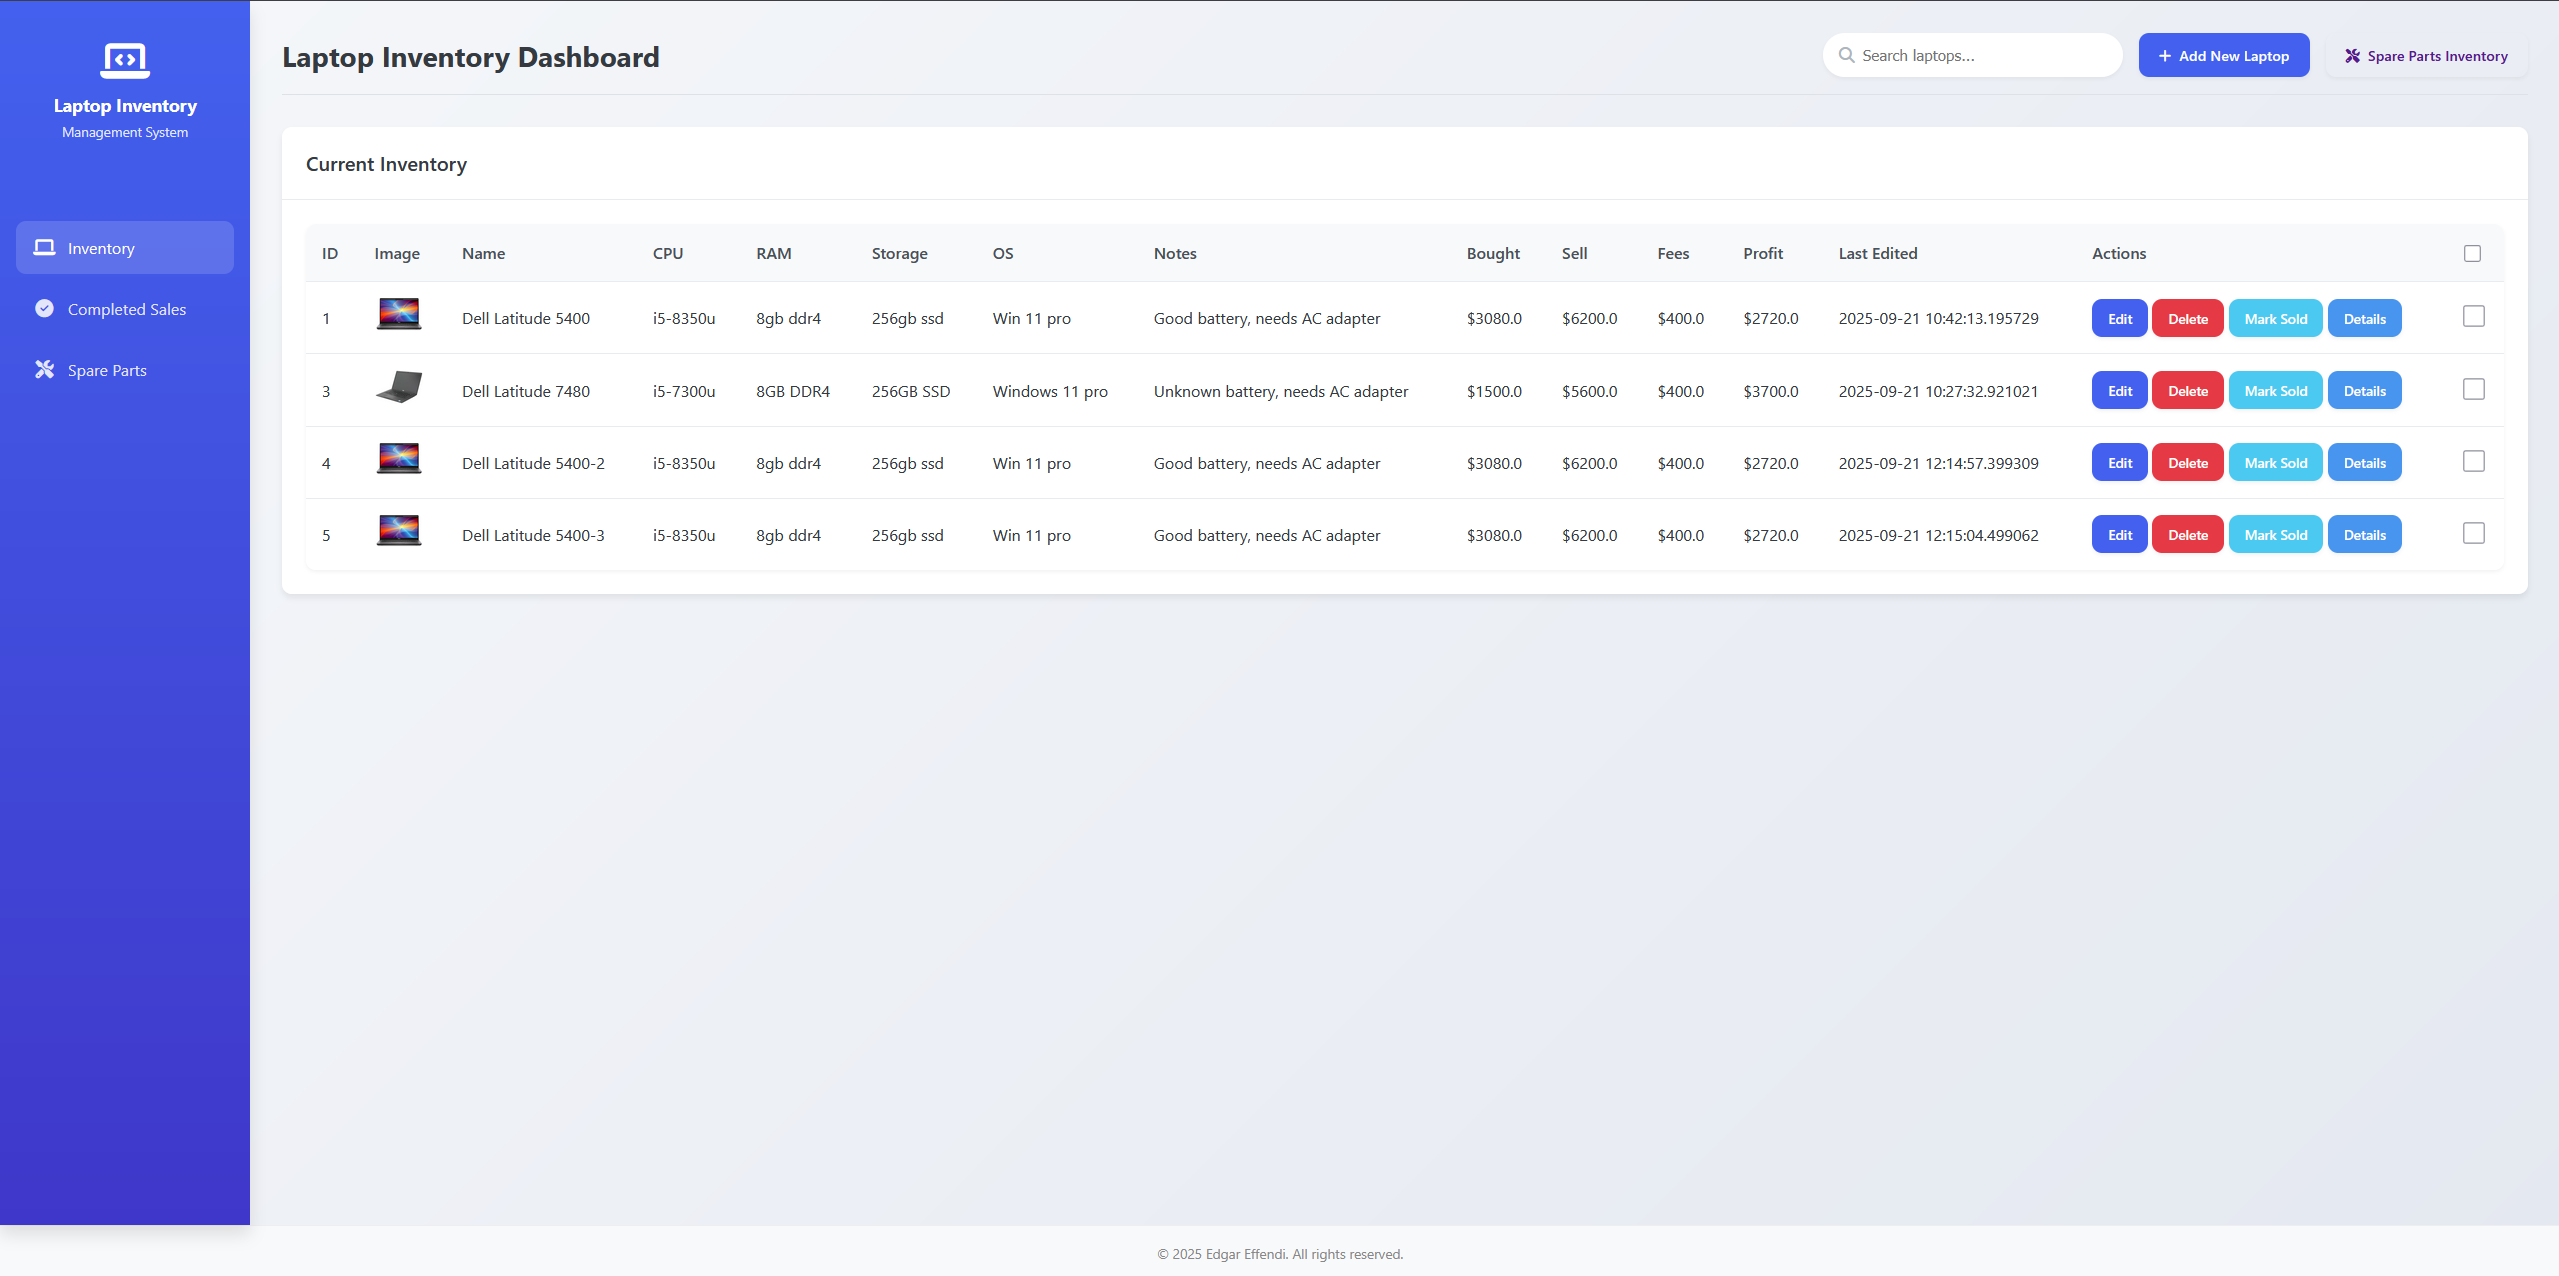 Laptop Inventory
Management System
Inventory
Completed Sales
Spare Parts
Laptop Inventory Dashboard
Search laptops...
Add New Laptop
Spare Parts Inventory
Current Inventory
ID Image Name CPU RAM Storage OS Notes Bought Sell Fees Profit Last Edited Actions
1 Dell Latitude 5400 i5-8350u 8gb ddr4 256gb ssd Win 11 pro Good battery, needs AC adapter $3080.0 $6200.0 $400.0 $2720.0 2025-09-21 10:42:13.195729 Edit Delete Mark Sold Details
3 Dell Latitude 7480 i5-7300u 8GB DDR4 256GB SSD Windows 11 pro Unknown battery, needs AC adapter $1500.0 $5600.0 $400.0 $3700.0 2025-09-21 10:27:32.921021 Edit Delete Mark Sold Details
4 Dell Latitude 5400-2 i5-8350u 8gb ddr4 256gb ssd Win 11 pro Good battery, needs AC adapter $3080.0 $6200.0 $400.0 $2720.0 2025-09-21 12:14:57.399309 Edit Delete Mark Sold Details
5 Dell Latitude 5400-3 i5-8350u 8gb ddr4 256gb ssd Win 11 pro Good battery, needs AC adapter $3080.0 $6200.0 $400.0 $2720.0 2025-09-21 12:15:04.499062 Edit Delete Mark Sold Details
© 2025 Edgar Effendi. All rights reserved.